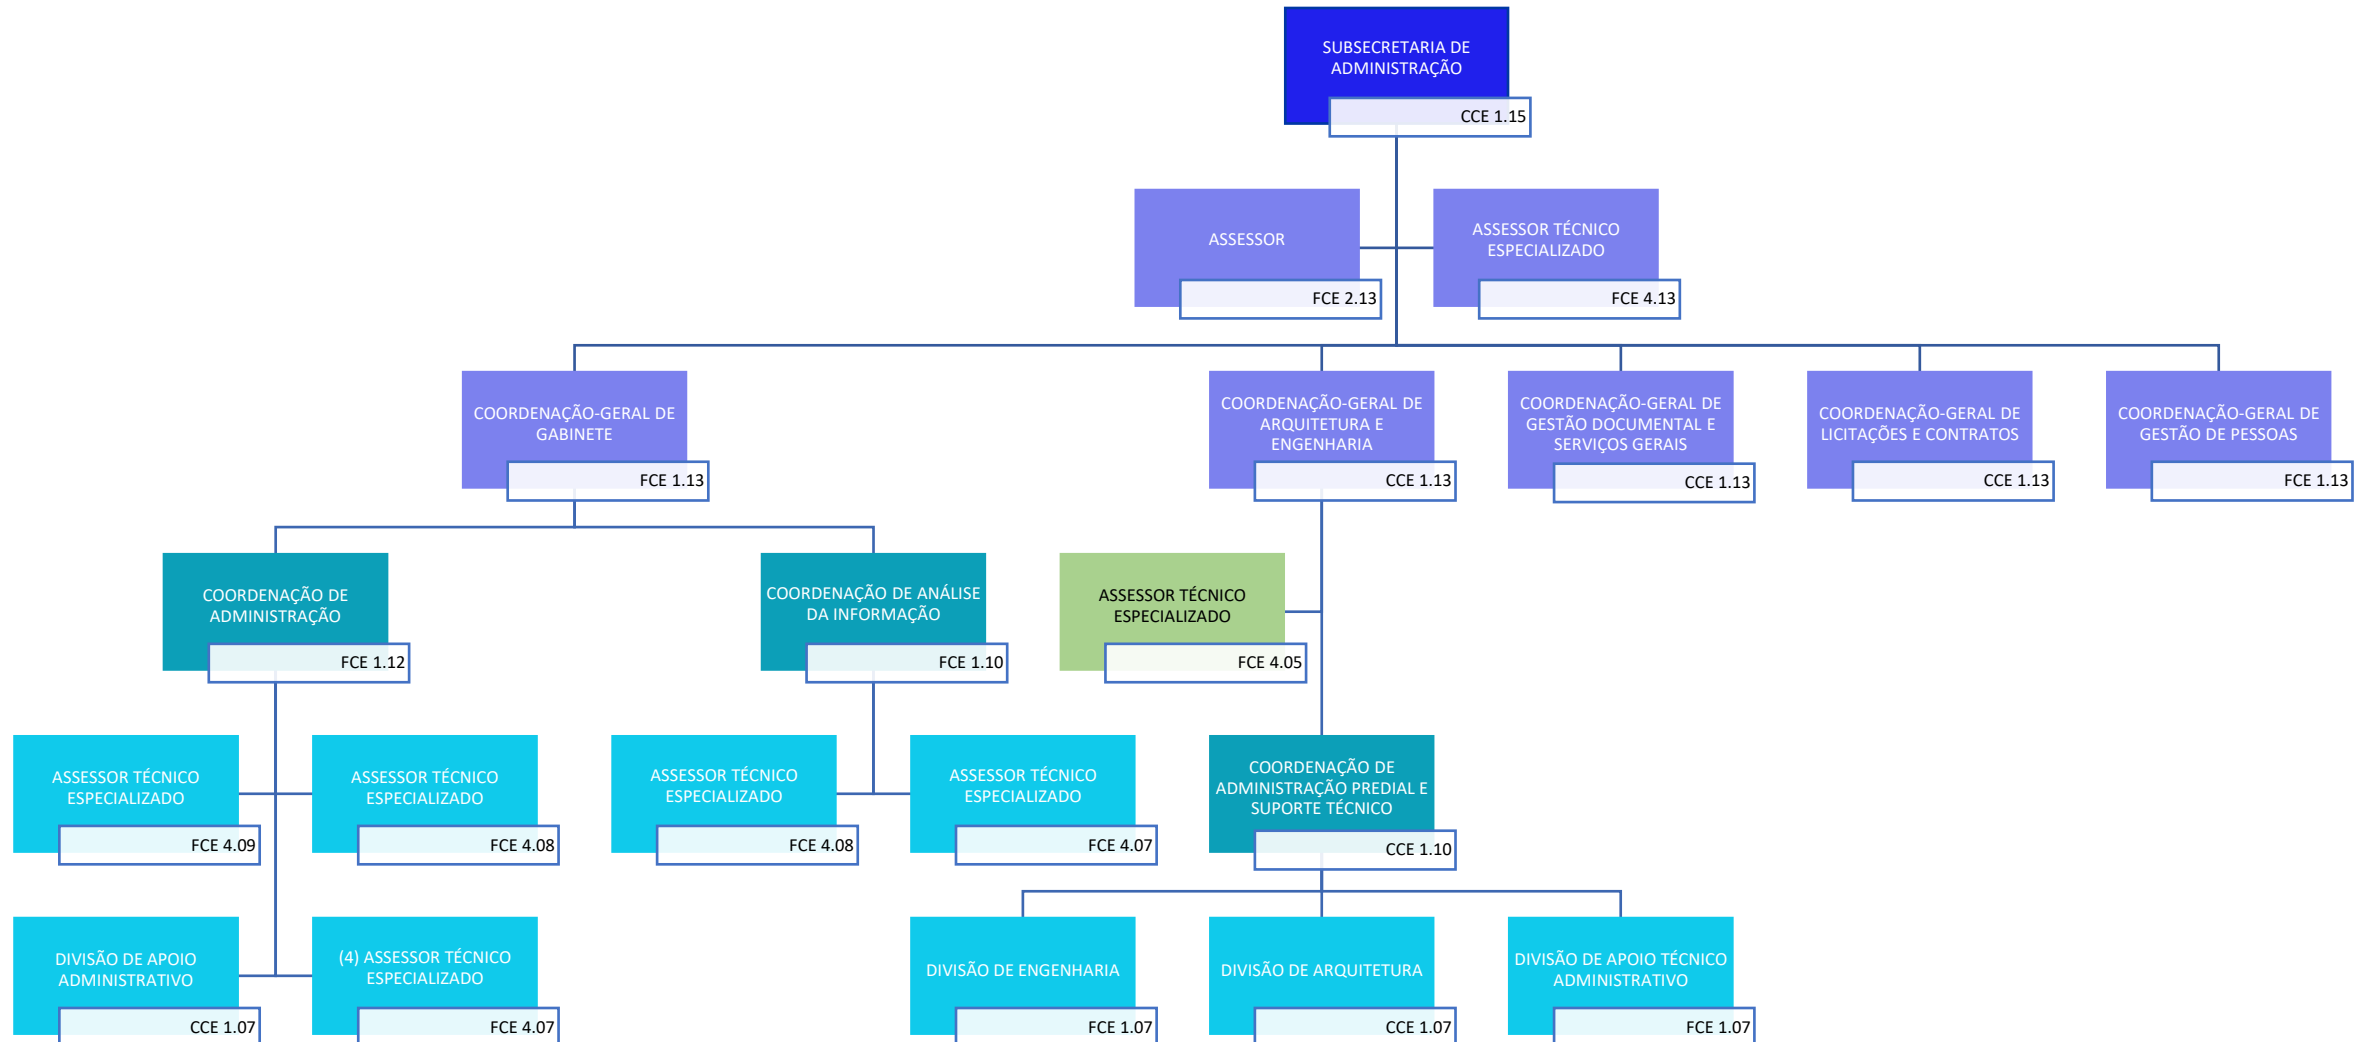 SUBSECRETARIA DE
ADMINISTRAÇÃO
CCE 1.15
ASSESSOR
FCE 2.13
ASSESSOR TÉCNICO
ESPECIALIZADO
FCE 4.13
COORDENAÇÃO-GERAL DE
GABINETE
FCE 1.13
COORDENAÇÃO-GERAL DE
ARQUITETURA E
ENGENHARIA
CCE 1.13
COORDENAÇÃO-GERAL DE
GESTÃO DOCUMENTAL E
SERVIÇOS GERAIS
CCE 1.13
COORDENAÇÃO-GERAL DE
LICITAÇÕES E CONTRATOS
CCE 1.13
COORDENAÇÃO-GERAL DE
GESTÃO DE PESSOAS
FCE 1.13
COORDENAÇÃO DE
ADMINISTRAÇÃO
FCE 1.12
COORDENAÇÃO DE ANÁLISE
DA INFORMAÇÃO
FCE 1.10
ASSESSOR TÉCNICO
ESPECIALIZADO
FCE 4.05
ASSESSOR TÉCNICO
ESPECIALIZADO
FCE 4.09
ASSESSOR TÉCNICO
ESPECIALIZADO
FCE 4.08
ASSESSOR TÉCNICO
ESPECIALIZADO
FCE 4.08
ASSESSOR TÉCNICO
ESPECIALIZADO
FCE 4.07
COORDENAÇÃO DE
ADMINISTRAÇÃO PREDIAL E
SUPORTE TÉCNICO
CCE 1.10
DIVISÃO DE APOIO
ADMINISTRATIVO
CCE 1.07
(4) ASSESSOR TÉCNICO
ESPECIALIZADO
FCE 4.07
DIVISÃO DE ENGENHARIA
FCE 1.07
DIVISÃO DE ARQUITETURA
CCE 1.07
DIVISÃO DE APOIO TÉCNICO
ADMINISTRATIVO
FCE 1.07